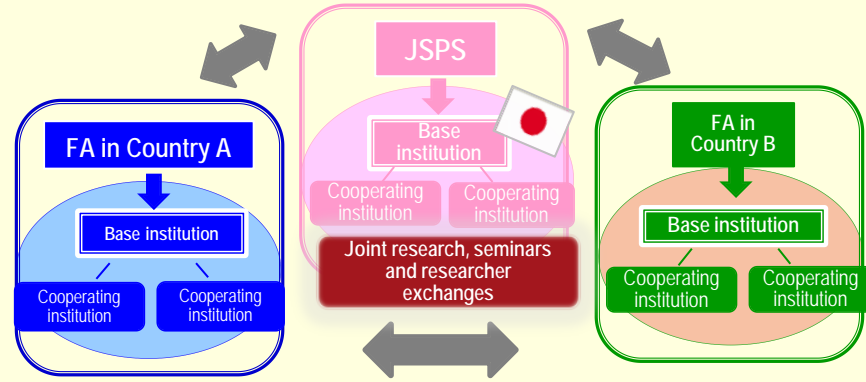 JSPS
Base
institution
Cooperating
institution
Cooperating
institution
Joint research, seminars
and researcher
exchanges
FA in Country A
Base institution
Cooperating
institution
Cooperating
institution
FA in
Country B
Base institution
Cooperating
institution
Cooperating
institution